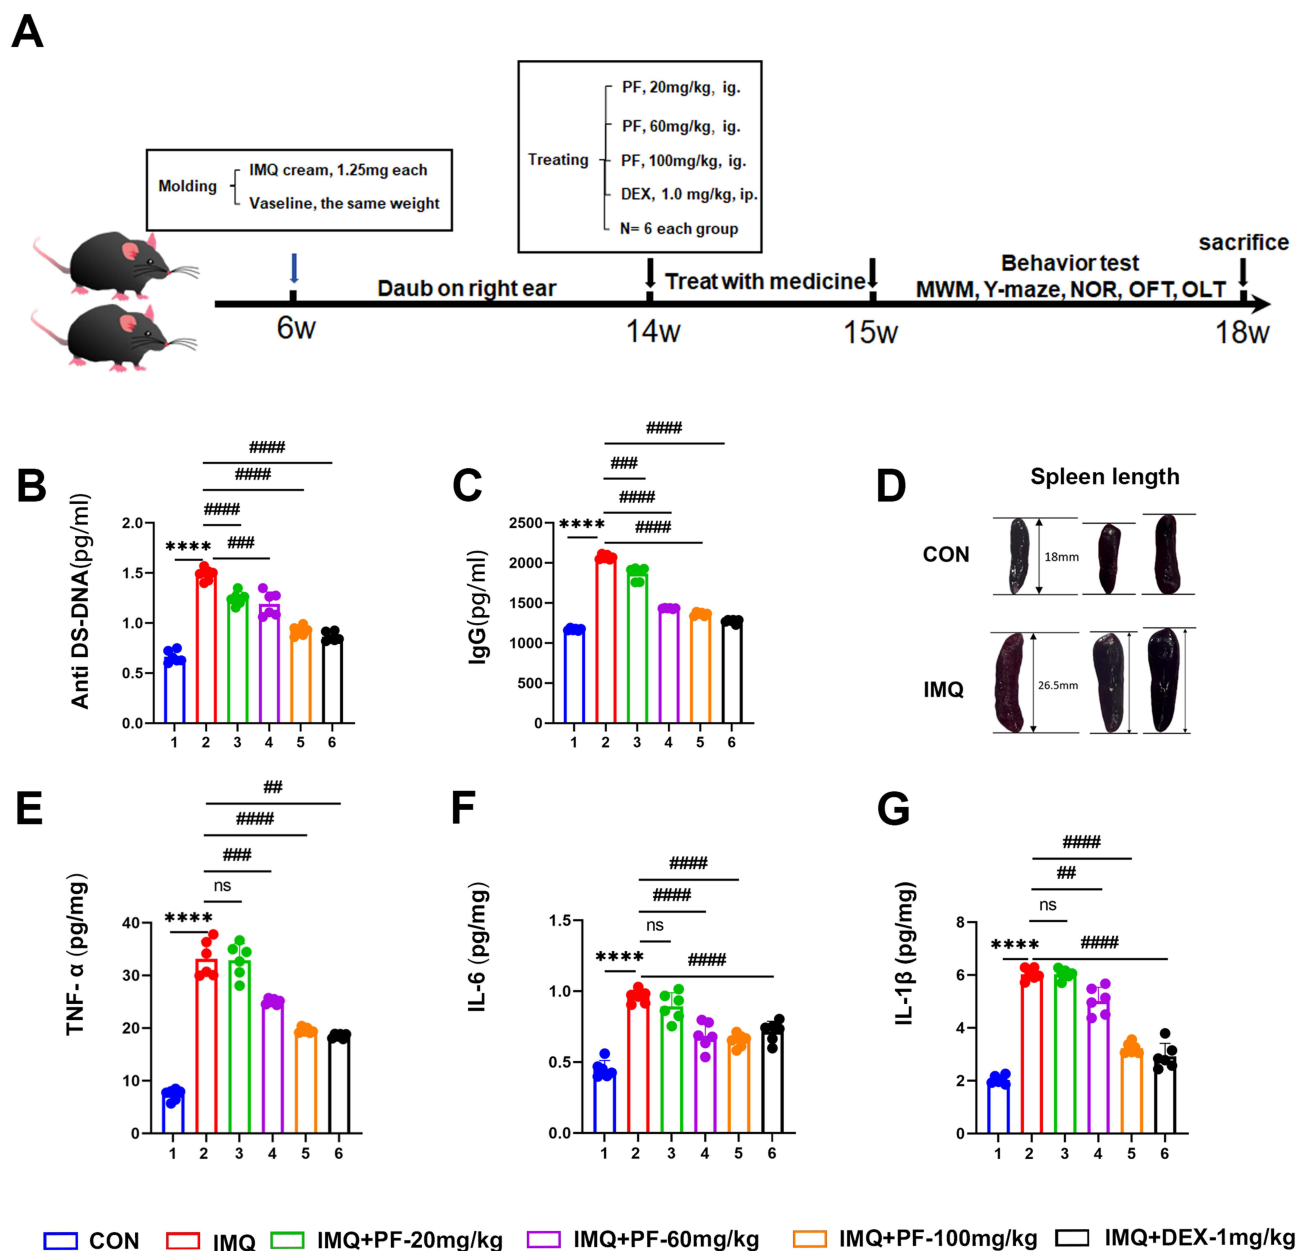 A
Molding
IMQ cream, 1.25mg each
Vaseline, the same weight
Treating
PF, 20mg/kg, ig.
PF, 60mg/kg, ig.
PF, 100mg/kg, ig.
DEX, 1.0 mg/kg, ip.
N= 6 each group
Daub on right ear
Treat with medicine
Behavior test
MWM, Y-maze, NOR, OFT, OLT
sacrifice
6w
14w
15w
18w
B
Anti DS-DNA(pg/ml)
####
####
####
###
****
2.0
1.5
1.0
0.5
0.0
1 2 3 4 5 6
C
IgG(pg/ml)
####
###
####
####
****
2500
2000
1500
1000
500
0
1 2 3 4 5 6
D
Spleen length
CON
18mm
IMQ
26.5mm
E
TNF- α (pg/mg)
##
####
###
ns
****
40
30
20
10
0
1 2 3 4 5 6
F
IL-6 (pg/mg)
####
####
ns
####
****
1.5
1.0
0.5
0.0
1 2 3 4 5 6
G
IL-1β (pg/mg)
####
##
ns
####
****
8
6
4
2
0
1 2 3 4 5 6
CON
IMQ
IMQ+PF-20mg/kg
IMQ+PF-60mg/kg
IMQ+PF-100mg/kg
IMQ+DEX-1mg/kg